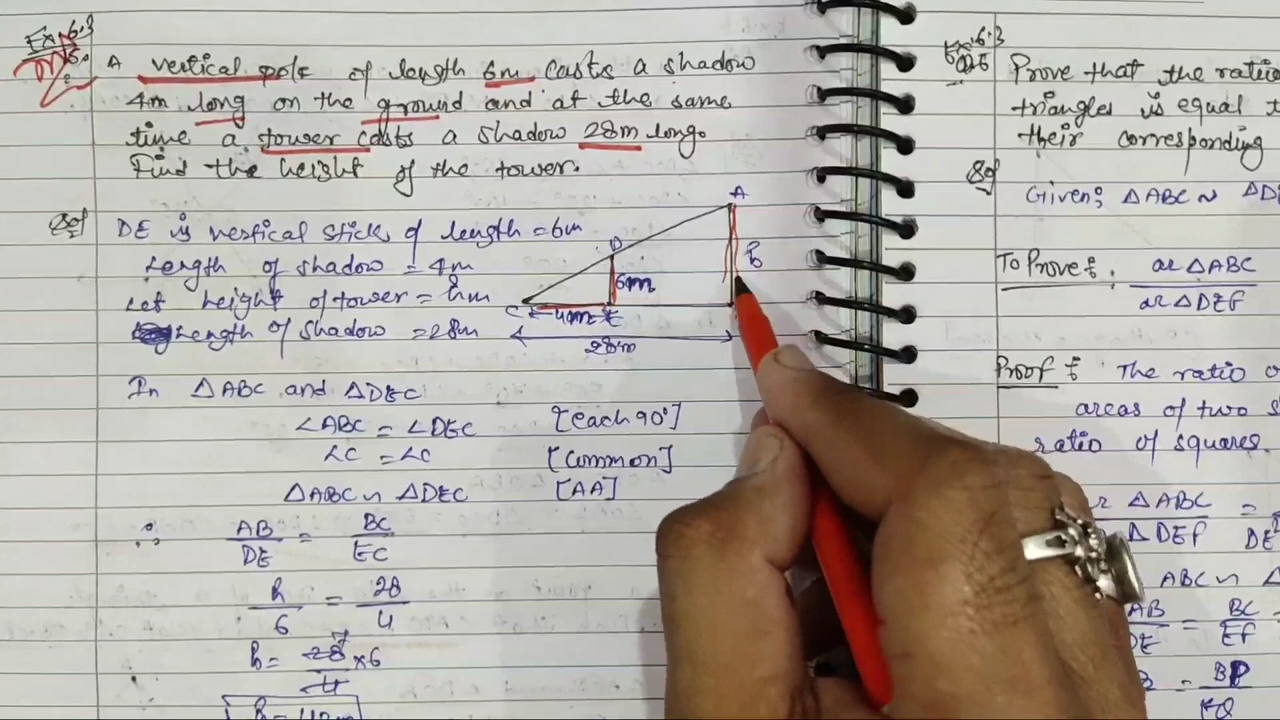 Ex 6.3
A vertical pole of length 6m casts a shadow
4m long on the ground and at the same
time a tower casts a shadow 28m long.
Find the height of the tower.
Sol DE is vertical stick of length = 6m
Length of shadow = 4m
Let height of tower = hm
Length of shadow = 28m
A
D
6m
C
4m
E
28m
In △ABC and △DEC
∠ABC = ∠DEC [each 90°]
∠C = ∠C [Common]
△ABC ~ △DEC [AA]
∴ AB/DE = BC/EC
h/6 = 28/4
h = 28/4 × 6
7
Ex 6.3
Prove that the ratio
triangles is equal t
their corresponding
Sol
Given: △ABC ~ △D
To Prove: ar △ABC
ar △DEF
Proof: The ratio o
areas of two s
ratio of squares
△ABC =
△DEF DE
ABC ~ △
AB/DE = BC/EF =